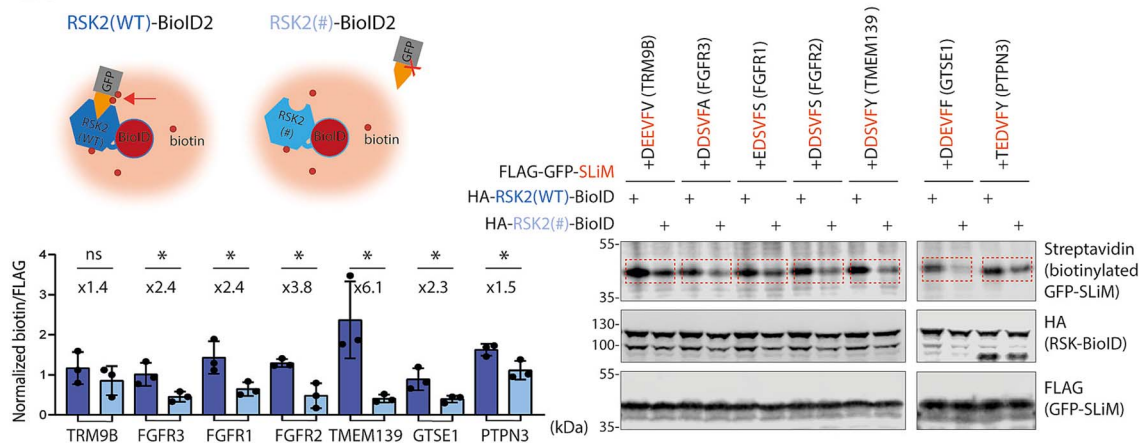 RSK2(WT)-BioID2
RSK2(#)-BioID2
GFP
RSK2
(WT)
BioID
biotin
GFP
RSK2
(#)
BioID
biotin
Normalized biotin/FLAG
4
3
2
1
0
ns
*
*
*
*
*
*
x1.4
x2.4
x2.4
x3.8
x6.1
x2.3
x1.5
TRM9B
FGFR3
FGFR1
FGFR2
TMEM139
GTSE1
PTPN3
+DEEVFV (TRM9B)
+DDSVFA (FGFR3)
+EDSVFS (FGFR1)
+DDSVFS (FGFR2)
+DDSVFY (TMEM139)
+DDEVFF (GTSE1)
+TEDVFY (PTPN3)
FLAG-GFP-SLiM
HA-RSK2(WT)-BioID + + + + + + +
HA-RSK2(#)-BioID + + + + + + +
55-
35-
Streptavidin
(biotinylated
GFP-SLiM)
130-
100-
HA
(RSK-BioID)
55-
35-
FLAG
(GFP-SLiM)
(kDa)